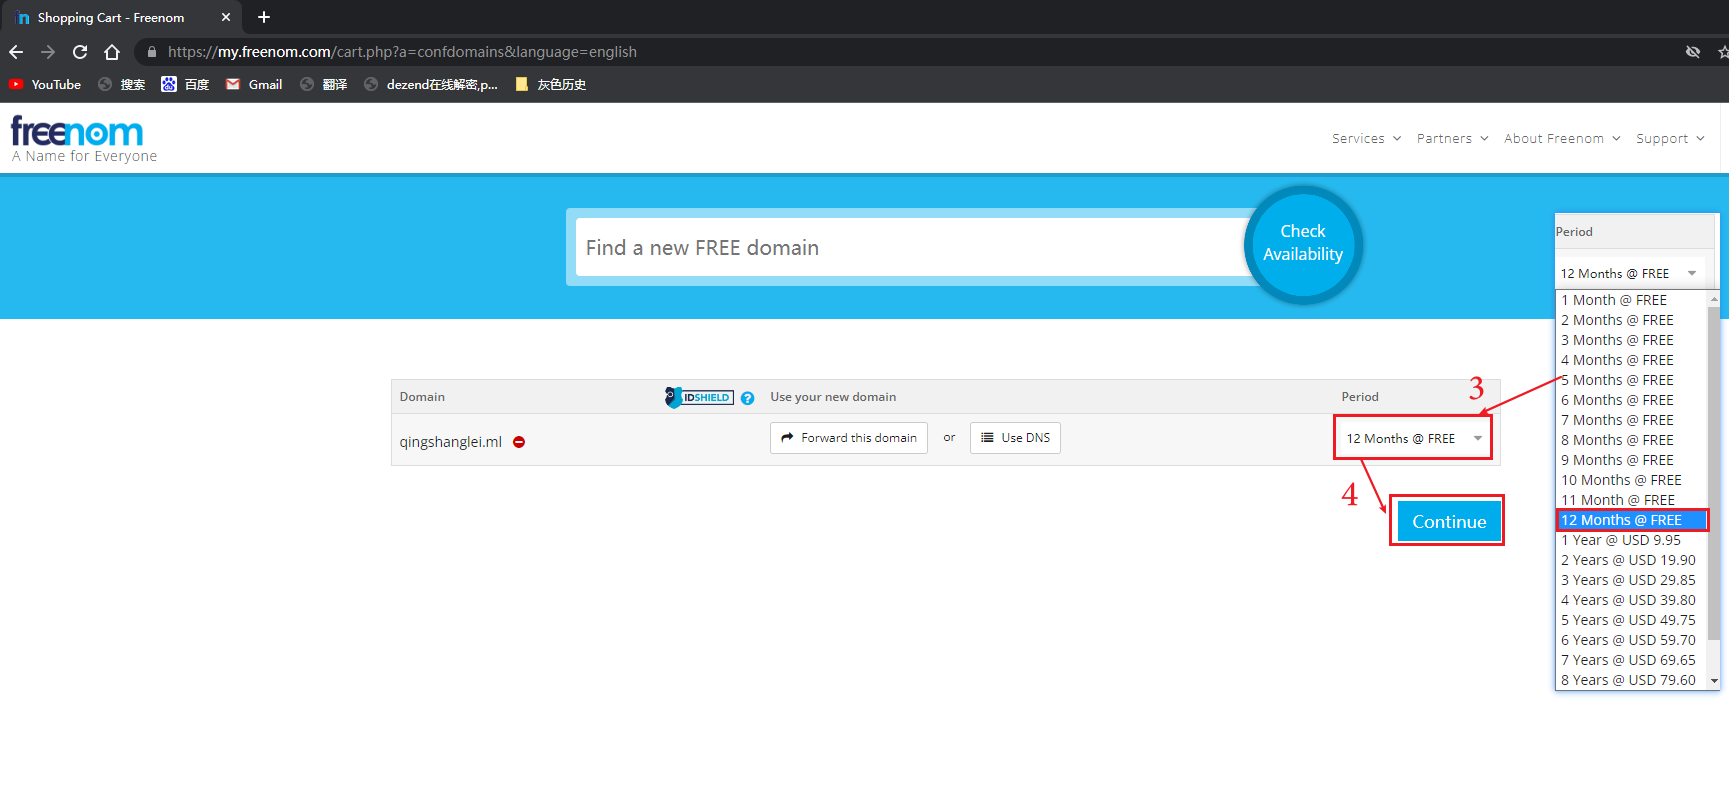 Shopping Cart - Freenom
https://my.freenom.com/cart.php?a=confdomains&language=english
YouTube 搜索 百度 Gmail 翻译 dezend在线解密,p... 灰色历史
freenom
A Name for Everyone
Services Partners About Freenom Support
Find a new FREE domain
Check
Availability
Period
12 Months @ FREE
1 Month @ FREE
2 Months @ FREE
3 Months @ FREE
4 Months @ FREE
5 Months @ FREE
6 Months @ FREE
7 Months @ FREE
8 Months @ FREE
9 Months @ FREE
10 Months @ FREE
11 Month @ FREE
12 Months @ FREE
1 Year @ USD 9.95
2 Years @ USD 19.90
3 Years @ USD 29.85
4 Years @ USD 39.80
5 Years @ USD 49.75
6 Years @ USD 59.70
7 Years @ USD 69.65
8 Years @ USD 79.60
Domain IDSHIELD ? Use your new domain Period
3
qingshanglei.ml Forward this domain or Use DNS 12 Months @ FREE
4
Continue